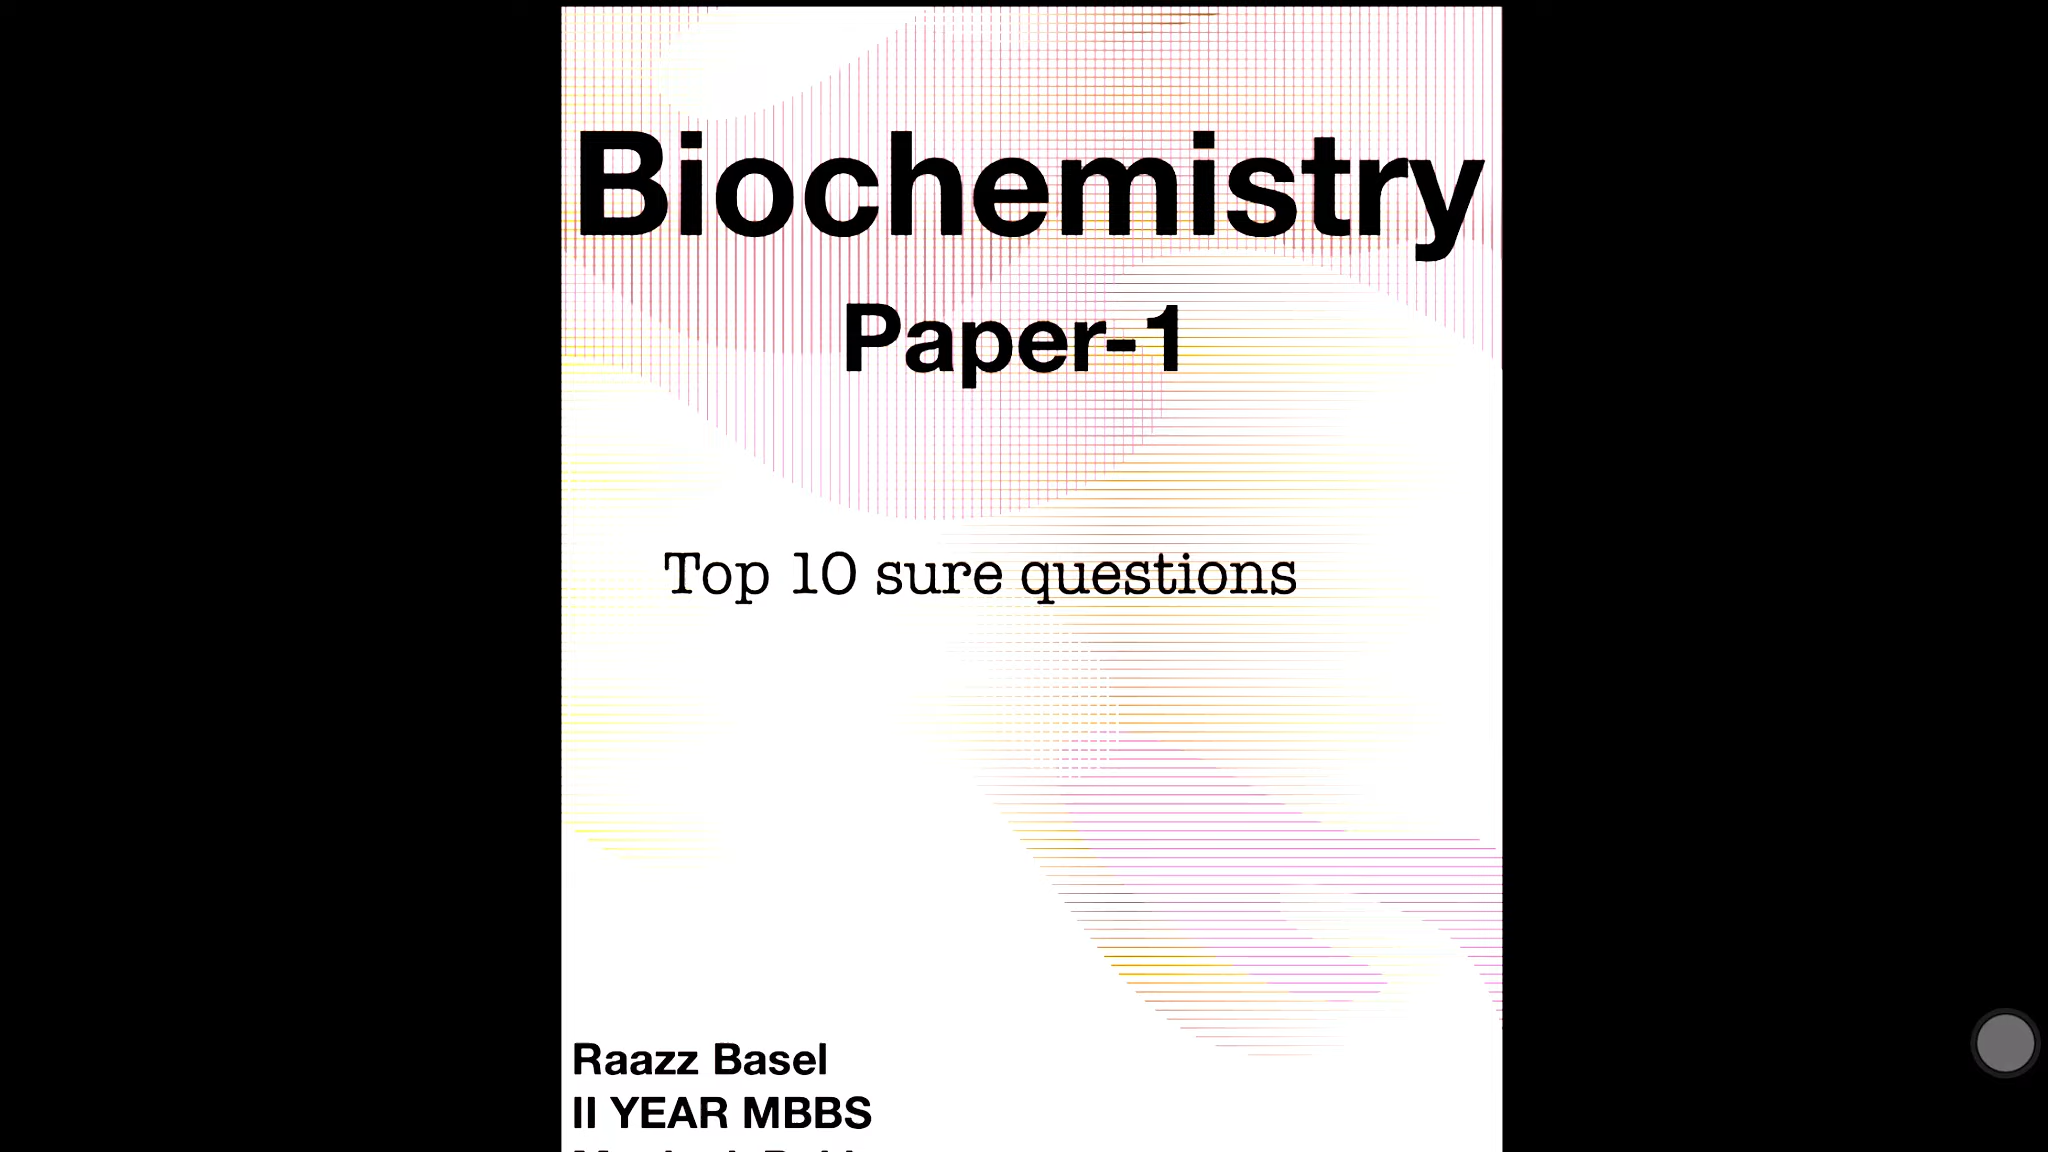 Biochemistry
Paper-1
Top 10 sure questions
Raazz Basel
II YEAR MBBS